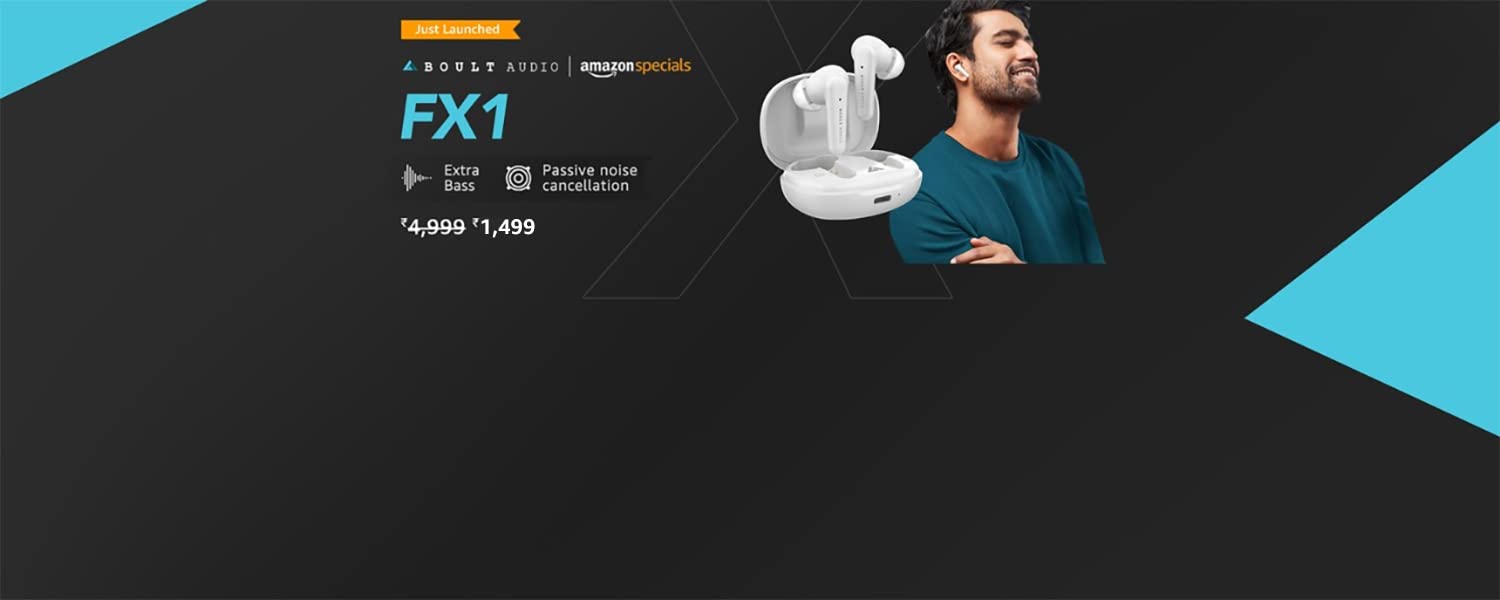 Just Launched
BOULT AUDIO | amazonspecials
FX1
Extra
Bass
Passive noise
cancellation
₹4,999 ₹1,499